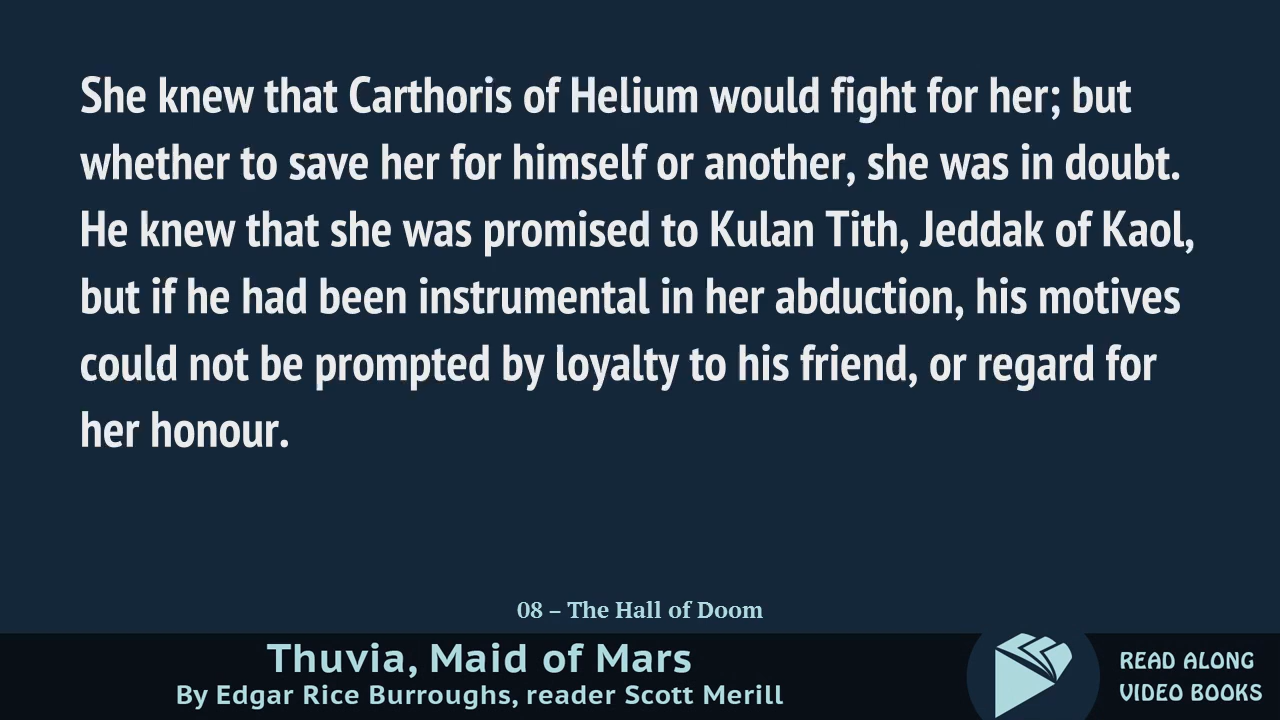 She knew that Carthoris of Helium would fight for her; but
whether to save her for himself or another, she was in doubt.
He knew that she was promised to Kulan Tith, Jeddak of Kaol,
but if he had been instrumental in her abduction, his motives
could not be prompted by loyalty to his friend, or regard for
her honour.
08 – The Hall of Doom
Thuvia, Maid of Mars
By Edgar Rice Burroughs, reader Scott Merill
READ ALONG
VIDEO BOOKS